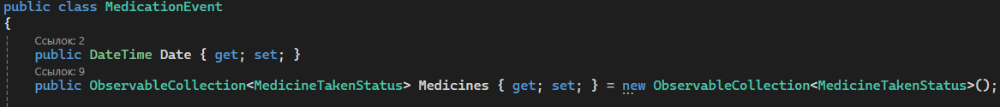 public class MedicationEvent
{
Ссылок: 2
public DateTime Date { get; set; }
Ссылок: 9
public ObservableCollection<MedicineTakenStatus> Medicines { get; set; } = new ObservableCollection<MedicineTakenStatus>();